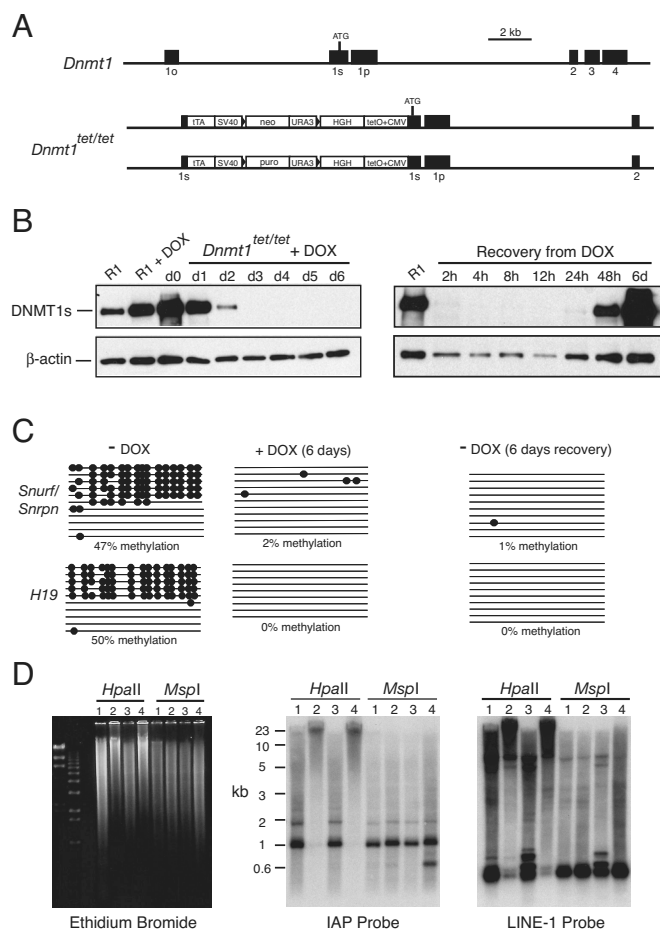 A
ATG
2 kb
Dnmt1
1o 1s 1p 2 3 4
ATG
tTA SV40 neo URA3 HGH tetO+CMV
Dnmt1 tet/tet
tTA SV40 puro URA3 HGH tetO+CMV
1s 1s 1p 2
B
Dnmt1 tet/tet + DOX
R1 R1 + DOX d0 d1 d2 d3 d4 d5 d6
Recovery from DOX
R1 2h 4h 8h 12h 24h 48h 6d
DNMT1s
β-actin
C
- DOX
+ DOX (6 days)
- DOX (6 days recovery)
Snurf/
Snrpn
47% methylation
2% methylation
1% methylation
H19
50% methylation
0% methylation
0% methylation
D
HpaII MspI
1 2 3 4 1 2 3 4
HpaII MspI
1 2 3 4 1 2 3 4
HpaII MspI
1 2 3 4 1 2 3 4
23
10
5
kb
3
2
1
0.6
Ethidium Bromide
IAP Probe
LINE-1 Probe